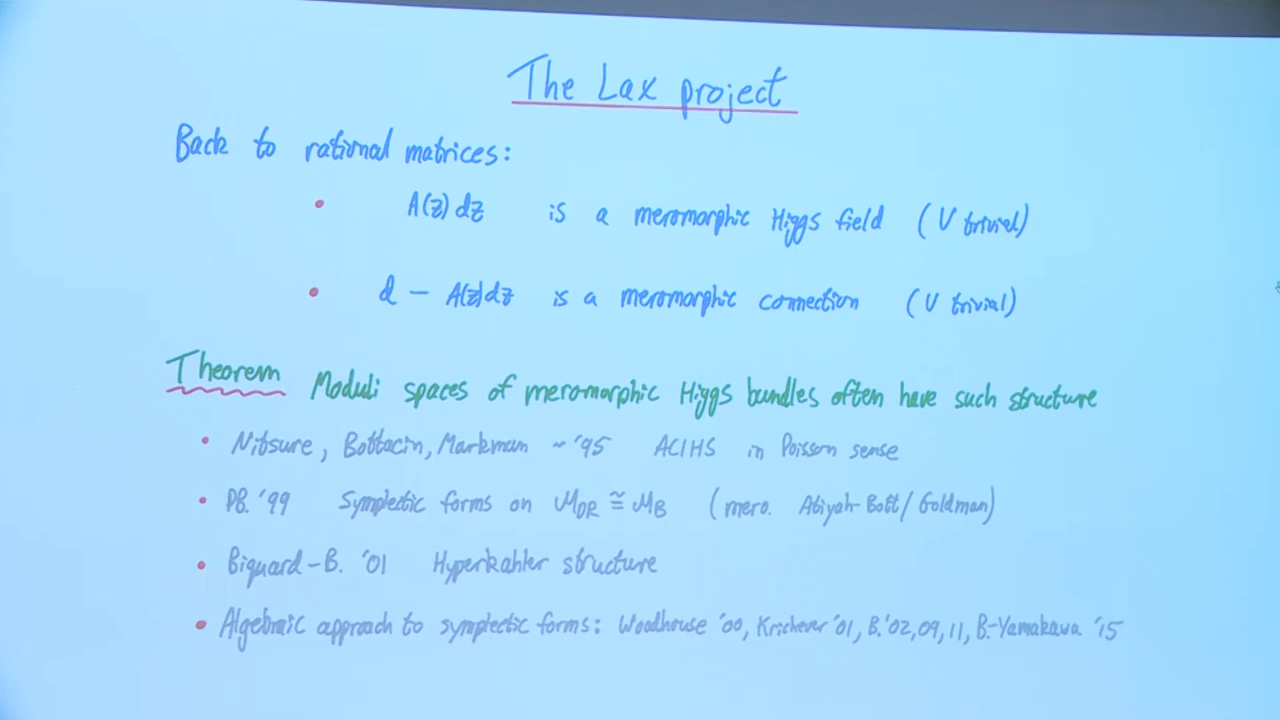 The Lax project
Back to rational matrices:
• A(z)dz is a meromorphic Higgs field (V trivial)
• d – A(z)dz is a meromorphic connection (V trivial)
Theorem Moduli spaces of meromorphic Higgs bundles often have such structure
• Nitsure, Bottacin, Markman ~ '95 ACIHS in Poisson sense
• PB. '99 Symplectic forms on M_DR ≅ M_B (mero. Atiyah-Bott/Goldman)
• Biquard–B. '01 Hyperkahler structure
• Algebraic approach to symplectic forms: Woodhouse '00, Krichever '01, B.'02,09,11, B.-Yamakawa '15